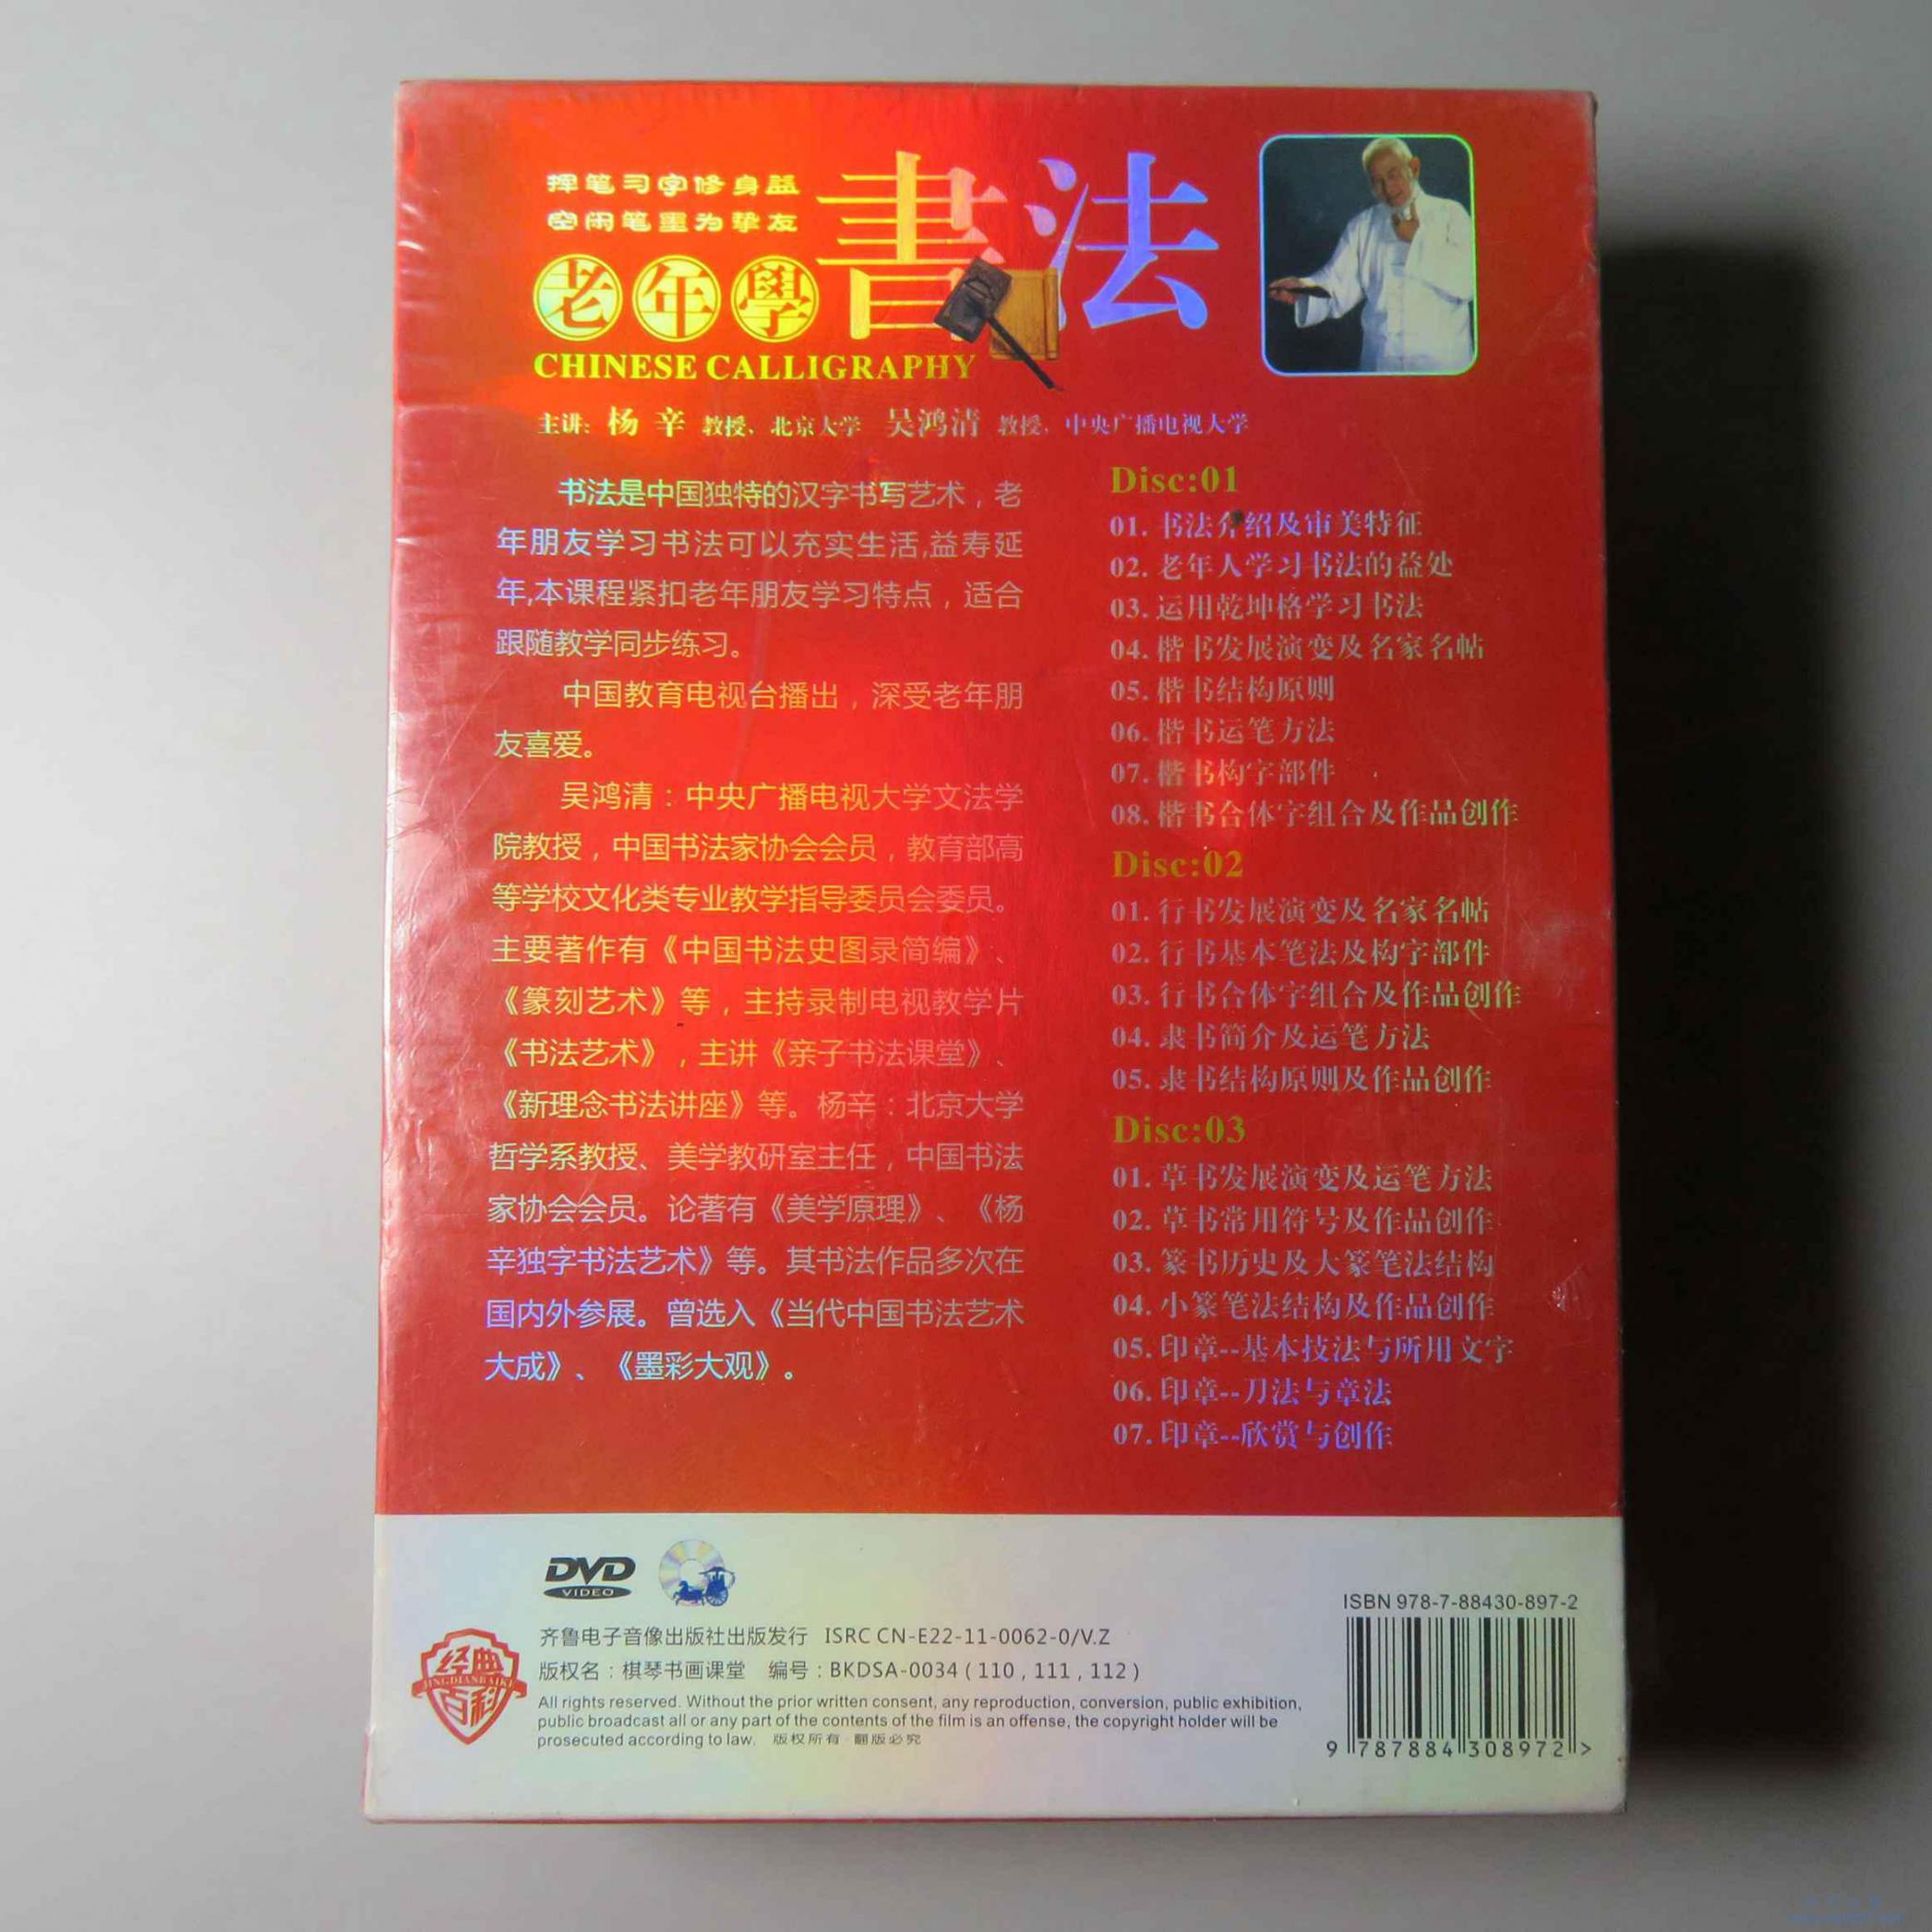 挥笔习字修身益
空闲笔墨为挚友
老年學書法
CHINESE CALLIGRAPHY
主讲: 杨 辛 教授、北京大学 吴鸿清 教授、中央广播电视大学
书法是中国独特的汉字书写艺术，老
年朋友学习书法可以充实生活,益寿延
年,本课程紧扣老年朋友学习特点，适合
跟随教学同步练习。
中国教育电视台播出，深受老年朋
友喜爱。
吴鸿清：中央广播电视大学文法学
院教授，中国书法家协会会员，教育部高
等学校文化类专业教学指导委员会委员。
主要著作有《中国书法史图录简编》、
《篆刻艺术》等，主持录制电视教学片
《书法艺术》，主讲《亲子书法课堂》、
《新理念书法讲座》等。杨辛：北京大学
哲学系教授、美学教研室主任，中国书法
家协会会员。论著有《美学原理》、《杨
辛独字书法艺术》等。其书法作品多次在
国内外参展。曾选入《当代中国书法艺术
大成》、《墨彩大观》。
Disc:01
01. 书法介绍及审美特征
02. 老年人学习书法的益处
03. 运用乾坤格学习书法
04. 楷书发展演变及名家名帖
05. 楷书结构原则
06. 楷书运笔方法
07. 楷书构字部件
08. 楷书合体字组合及作品创作
Disc:02
01. 行书发展演变及名家名帖
02. 行书基本笔法及构字部件
03. 行书合体字组合及作品创作
04. 隶书简介及运笔方法
05. 隶书结构原则及作品创作
Disc:03
01. 草书发展演变及运笔方法
02. 草书常用符号及作品创作
03. 篆书历史及大篆笔法结构
04. 小篆笔法结构及作品创作
05. 印章--基本技法与所用文字
06. 印章--刀法与章法
07. 印章--欣赏与创作
DVD
VIDEO
经典
JINGDIANBAIKE
百科
齐鲁电子音像出版社出版发行 ISRC CN-E22-11-0062-0/V.Z
版权名：棋琴书画课堂 编号：BKDSA-0034（110，111，112）
All rights reserved. Without the prior written consent, any reproduction, conversion, public exhibition,
public broadcast all or any part of the contents of the film is an offense, the copyright holder will be
prosecuted according to law. 版权所有 翻版必究
ISBN 978-7-88430-897-2
9 787884 308972 >